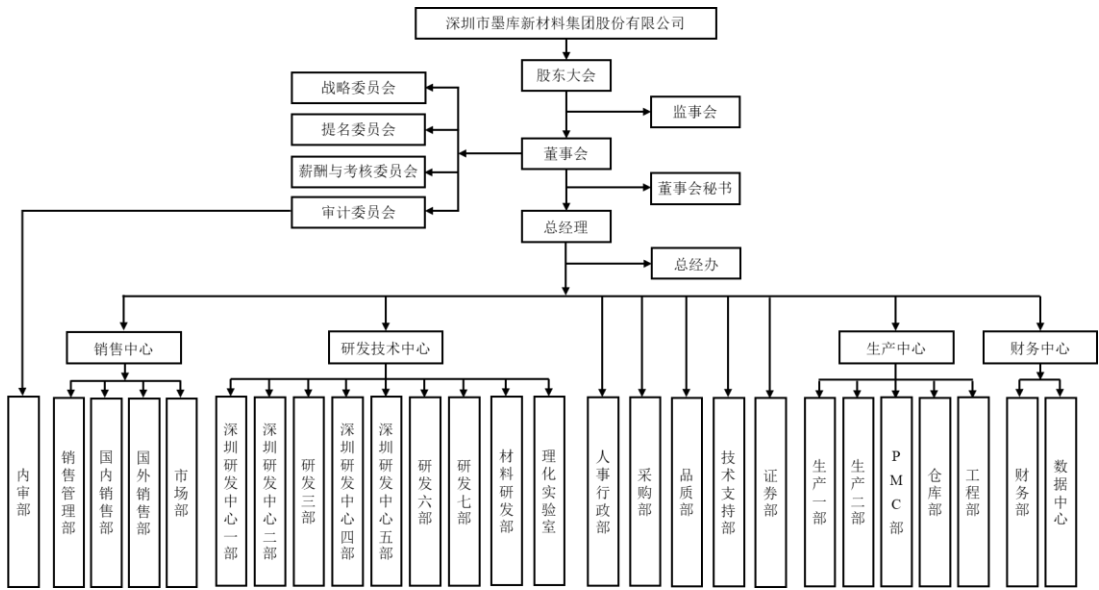 深圳市墨库新材料集团股份有限公司
股东大会
战略委员会
监事会
提名委员会
董事会
薪酬与考核委员会
董事会秘书
审计委员会
总经理
总经办
销售中心
研发技术中心
生产中心
财务中心
内审部
销售管理部
国内销售部
国外销售部
市场部
深圳研发中心一部
深圳研发中心二部
研发三部
深圳研发中心四部
深圳研发中心五部
研发六部
研发七部
材料研发部
理化实验室
人事行政部
采购部
品质部
技术支持部
证券部
生产一部
生产二部
PMC部
仓库部
工程部
财务部
数据中心